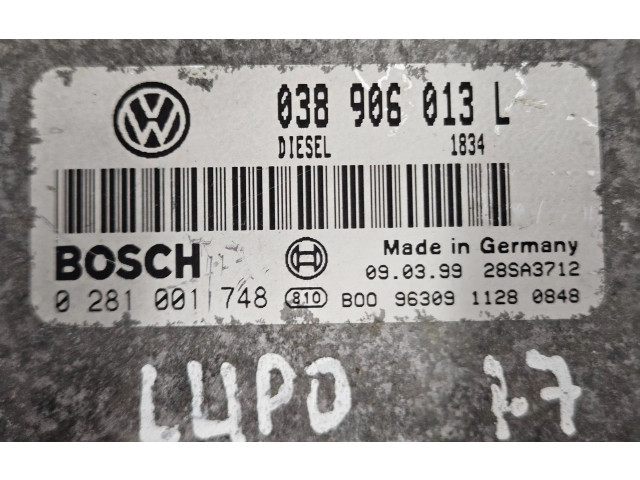 038 906 013 L
DIESEL 1834
BOSCH Made in Germany
09.03.99 28SA3712
0 281 001 748 810 B00 96309 1128 0848
LUPO 1.7